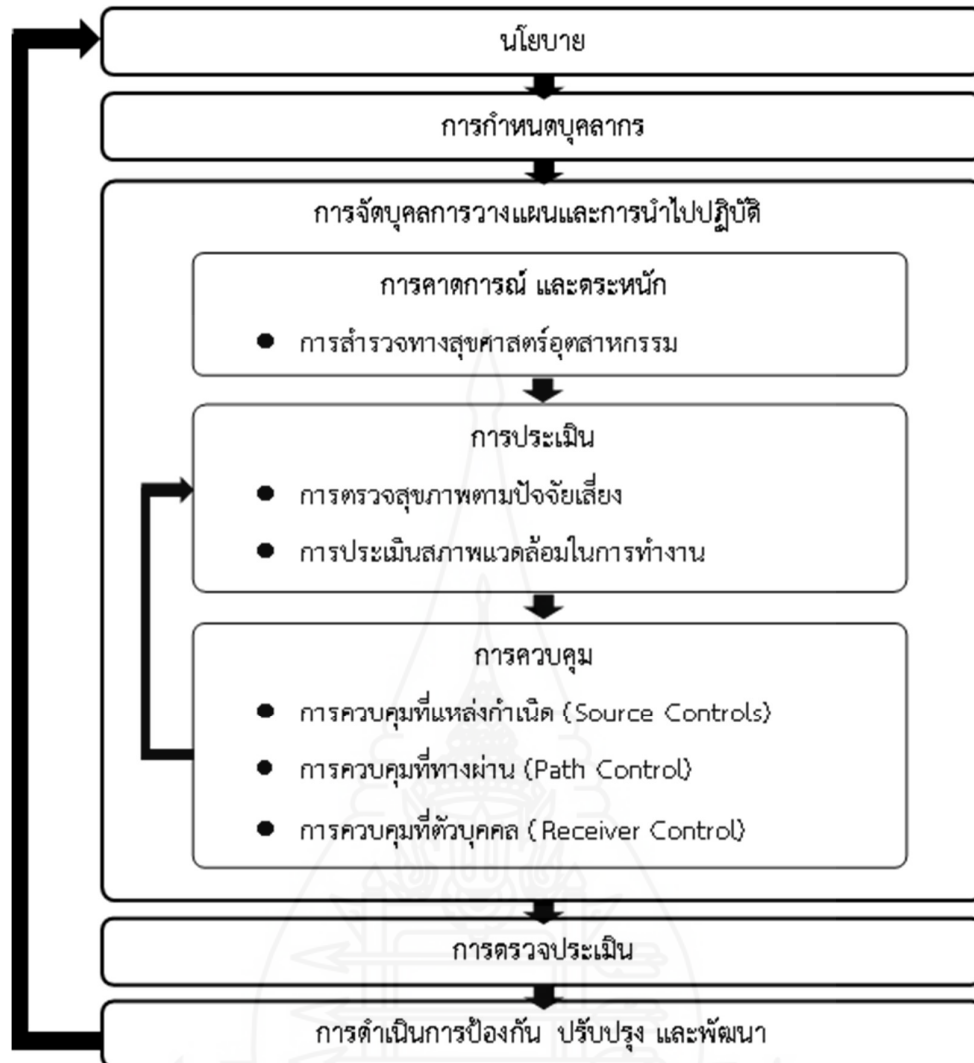 นโยบาย
การกำหนดบุคลากร
การจัดบุคลการวางแผนและการนำไปปฏิบัติ
การคาดการณ์ และตระหนัก
● การสำรวจทางสุขศาสตร์อุตสาหกรรม
การประเมิน
● การตรวจสุขภาพตามปัจจัยเสี่ยง
● การประเมินสภาพแวดล้อมในการทำงาน
การควบคุม
● การควบคุมที่แหล่งกำเนิด (Source Controls)
● การควบคุมที่ทางผ่าน (Path Control)
● การควบคุมที่ตัวบุคคล (Receiver Control)
การตรวจประเมิน
การดำเนินการป้องกัน ปรับปรุง และพัฒนา